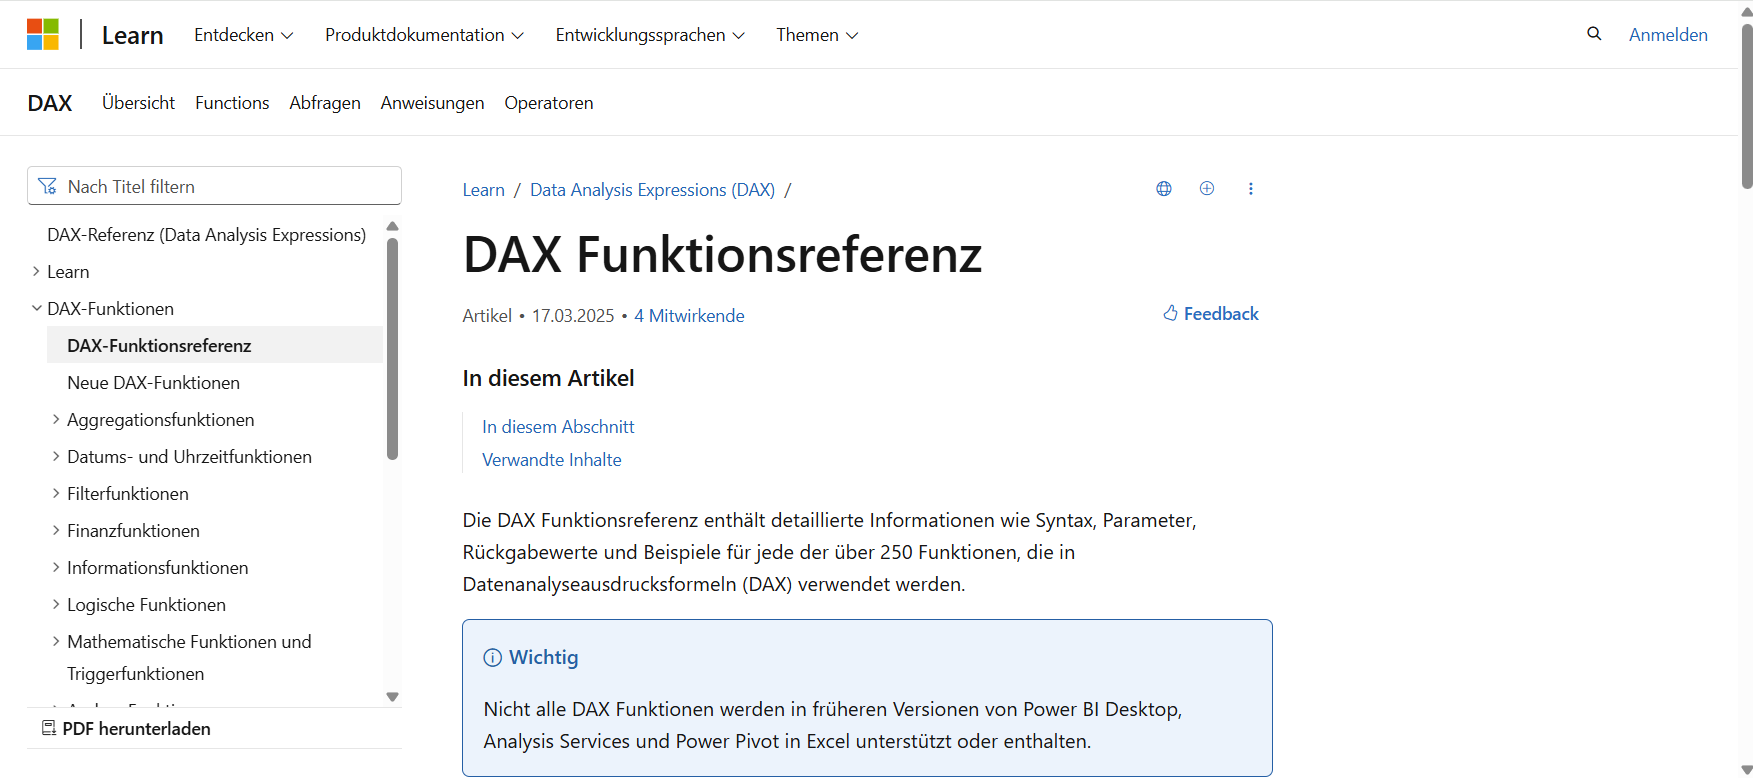 Learn Entdecken Produktdokumentation Entwicklungssprachen Themen Anmelden
DAX Übersicht Functions Abfragen Anweisungen Operatoren
Nach Titel filtern
DAX-Referenz (Data Analysis Expressions)
Learn
DAX-Funktionen
DAX-Funktionsreferenz
Neue DAX-Funktionen
Aggregationsfunktionen
Datums- und Uhrzeitfunktionen
Filterfunktionen
Finanzfunktionen
Informationsfunktionen
Logische Funktionen
Mathematische Funktionen und
Triggerfunktionen
PDF herunterladen
Learn / Data Analysis Expressions (DAX) /
DAX Funktionsreferenz
Artikel • 17.03.2025 • 4 Mitwirkende
Feedback
In diesem Artikel
In diesem Abschnitt
Verwandte Inhalte
Die DAX Funktionsreferenz enthält detaillierte Informationen wie Syntax, Parameter,
Rückgabewerte und Beispiele für jede der über 250 Funktionen, die in
Datenanalyseausdrucksformeln (DAX) verwendet werden.
Wichtig
Nicht alle DAX Funktionen werden in früheren Versionen von Power BI Desktop,
Analysis Services und Power Pivot in Excel unterstützt oder enthalten.